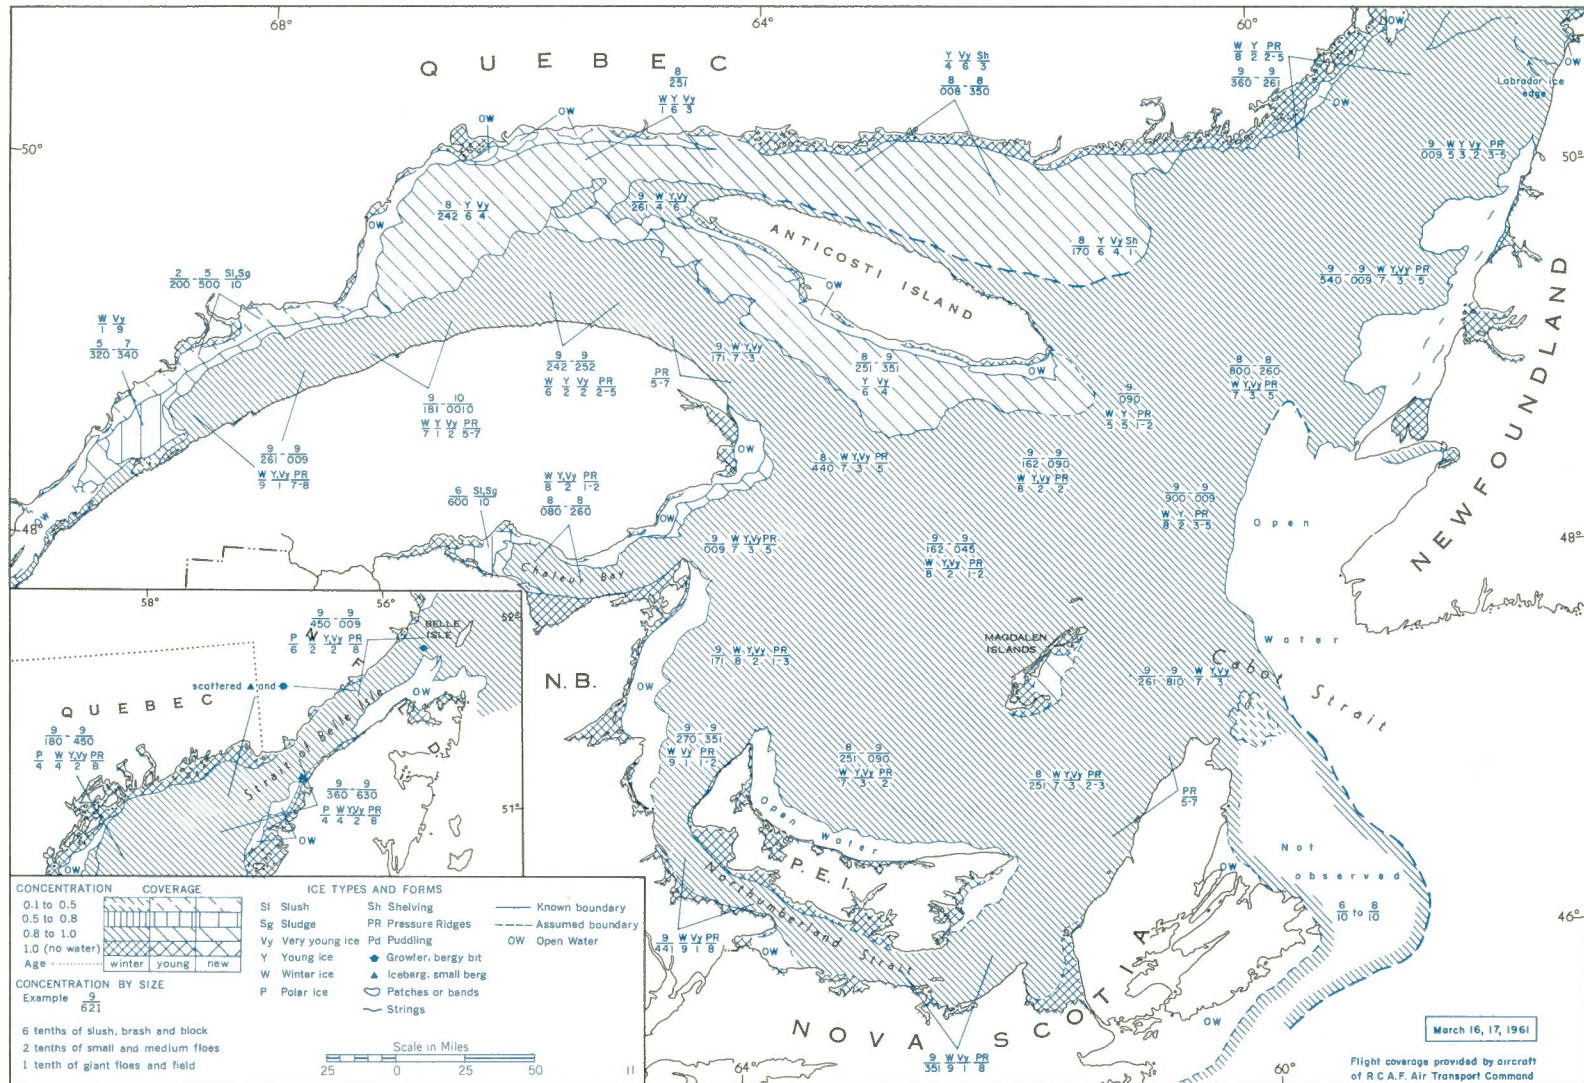 68°
64°
60°
QUEBEC
8
251
W Y Vy
1 6 3
Y Vy Sh
4 6 3
8 - 8
008 350
W Y PR
8 2 2-5
9 - 9
360 261
OW
OW
Labrador ice
edge
OW
OW
OW
OW
50°
50°
9 W Y Vy PR
009 5 3 2 3-5
9 W Y,Vy
261 4 6
8 Y Vy
242 6 4
OW
ANTICOSTI ISLAND
OW
8 Y Vy Sh
170 6 4 1
9 - 9 W Y,Vy PR
540 009 7 3 5
2 - 5 Sl,Sg
200 500 10
W Vy
1 9
5 - 7
320 340
9 - 9
242 252
W Y Vy PR
6 2 2 2-5
PR
5-7
9 W Y,Vy
171 7 3
8 - 9
251 351
Y Vy
6 4
OW
9
090
W Y PR
5 5 1-2
8 - 8
800 260
W Y,Vy PR
7 3 5
9 - 10
181 0010
W Y Vy PR
7 1 2 5-7
9 - 9
261 009
W Y,Vy PR
9 1 7-8
OW
8 W Y,Vy PR
440 7 3 5
9 - 9
162 090
W Y,Vy PR
8 2 2
6 Sl,Sg
600 10
W Y,Vy PR
8 2 1-2
8 - 8
080 260
OW
9 - 9
900 009
W Y PR
8 2 3-5
Open
Water
NEWFOUNDLAND
OW
48°
48°
Chaleur Bay
9 W Y,Vy PR
009 7 3 5
9 - 9
162 045
W Y,Vy PR
8 2 1-2
MAGDALEN
ISLANDS
Cabot Strait
9 - 9 W Y,Vy
261 810 7 3
N.B.
OW
9 W Y,Vy PR
171 8 2 1-3
9 - 9
270 351
W Vy PR
9 1 1-2
8 - 9
251 090
W Y,Vy PR
7 3 2
8 W Y,Vy PR
251 7 3 2-3
PR
5-7
Open Water
P.E.I.
Northumberland Strait
9 W Vy PR
441 9 1 8
9 W Vy PR
351 9 1 8
NOVA SCOTIA
OW
OW
OW
Not
observed
6 to 8
10 10
46°
64°
60°
58°
56°
52°
51°
9 - 9
450 009
P W Y,Vy PR
6 2 2 8
BELLE
ISLE
NFLD
scattered and
QUEBEC
OW
Strait of Belle Isle
9 - 9
180 450
P W Y,Vy PR
4 4 2 8
9 - 9
360 630
P W Y,Vy PR
4 4 2 8
OW
OW
CONCENTRATION COVERAGE
0.1 to 0.5
0.5 to 0.8
0.8 to 1.0
1.0 (no water)
Age winter young new
CONCENTRATION BY SIZE
Example 9
621
6 tenths of slush, brash and block
2 tenths of small and medium floes
1 tenth of giant floes and field
ICE TYPES AND FORMS
Sl Slush
Sg Sludge
Vy Very young ice
Y Young ice
W Winter ice
P Polar ice
Sh Shelving
PR Pressure Ridges
Pd Puddling
Growler, bergy bit
Iceberg, small berg
Patches or bands
Strings
Known boundary
Assumed boundary
OW Open Water
Scale in Miles
25 0 25 50
11
March 16, 17, 1961
Flight coverage provided by aircraft
of R C A.F. Air Transport Command